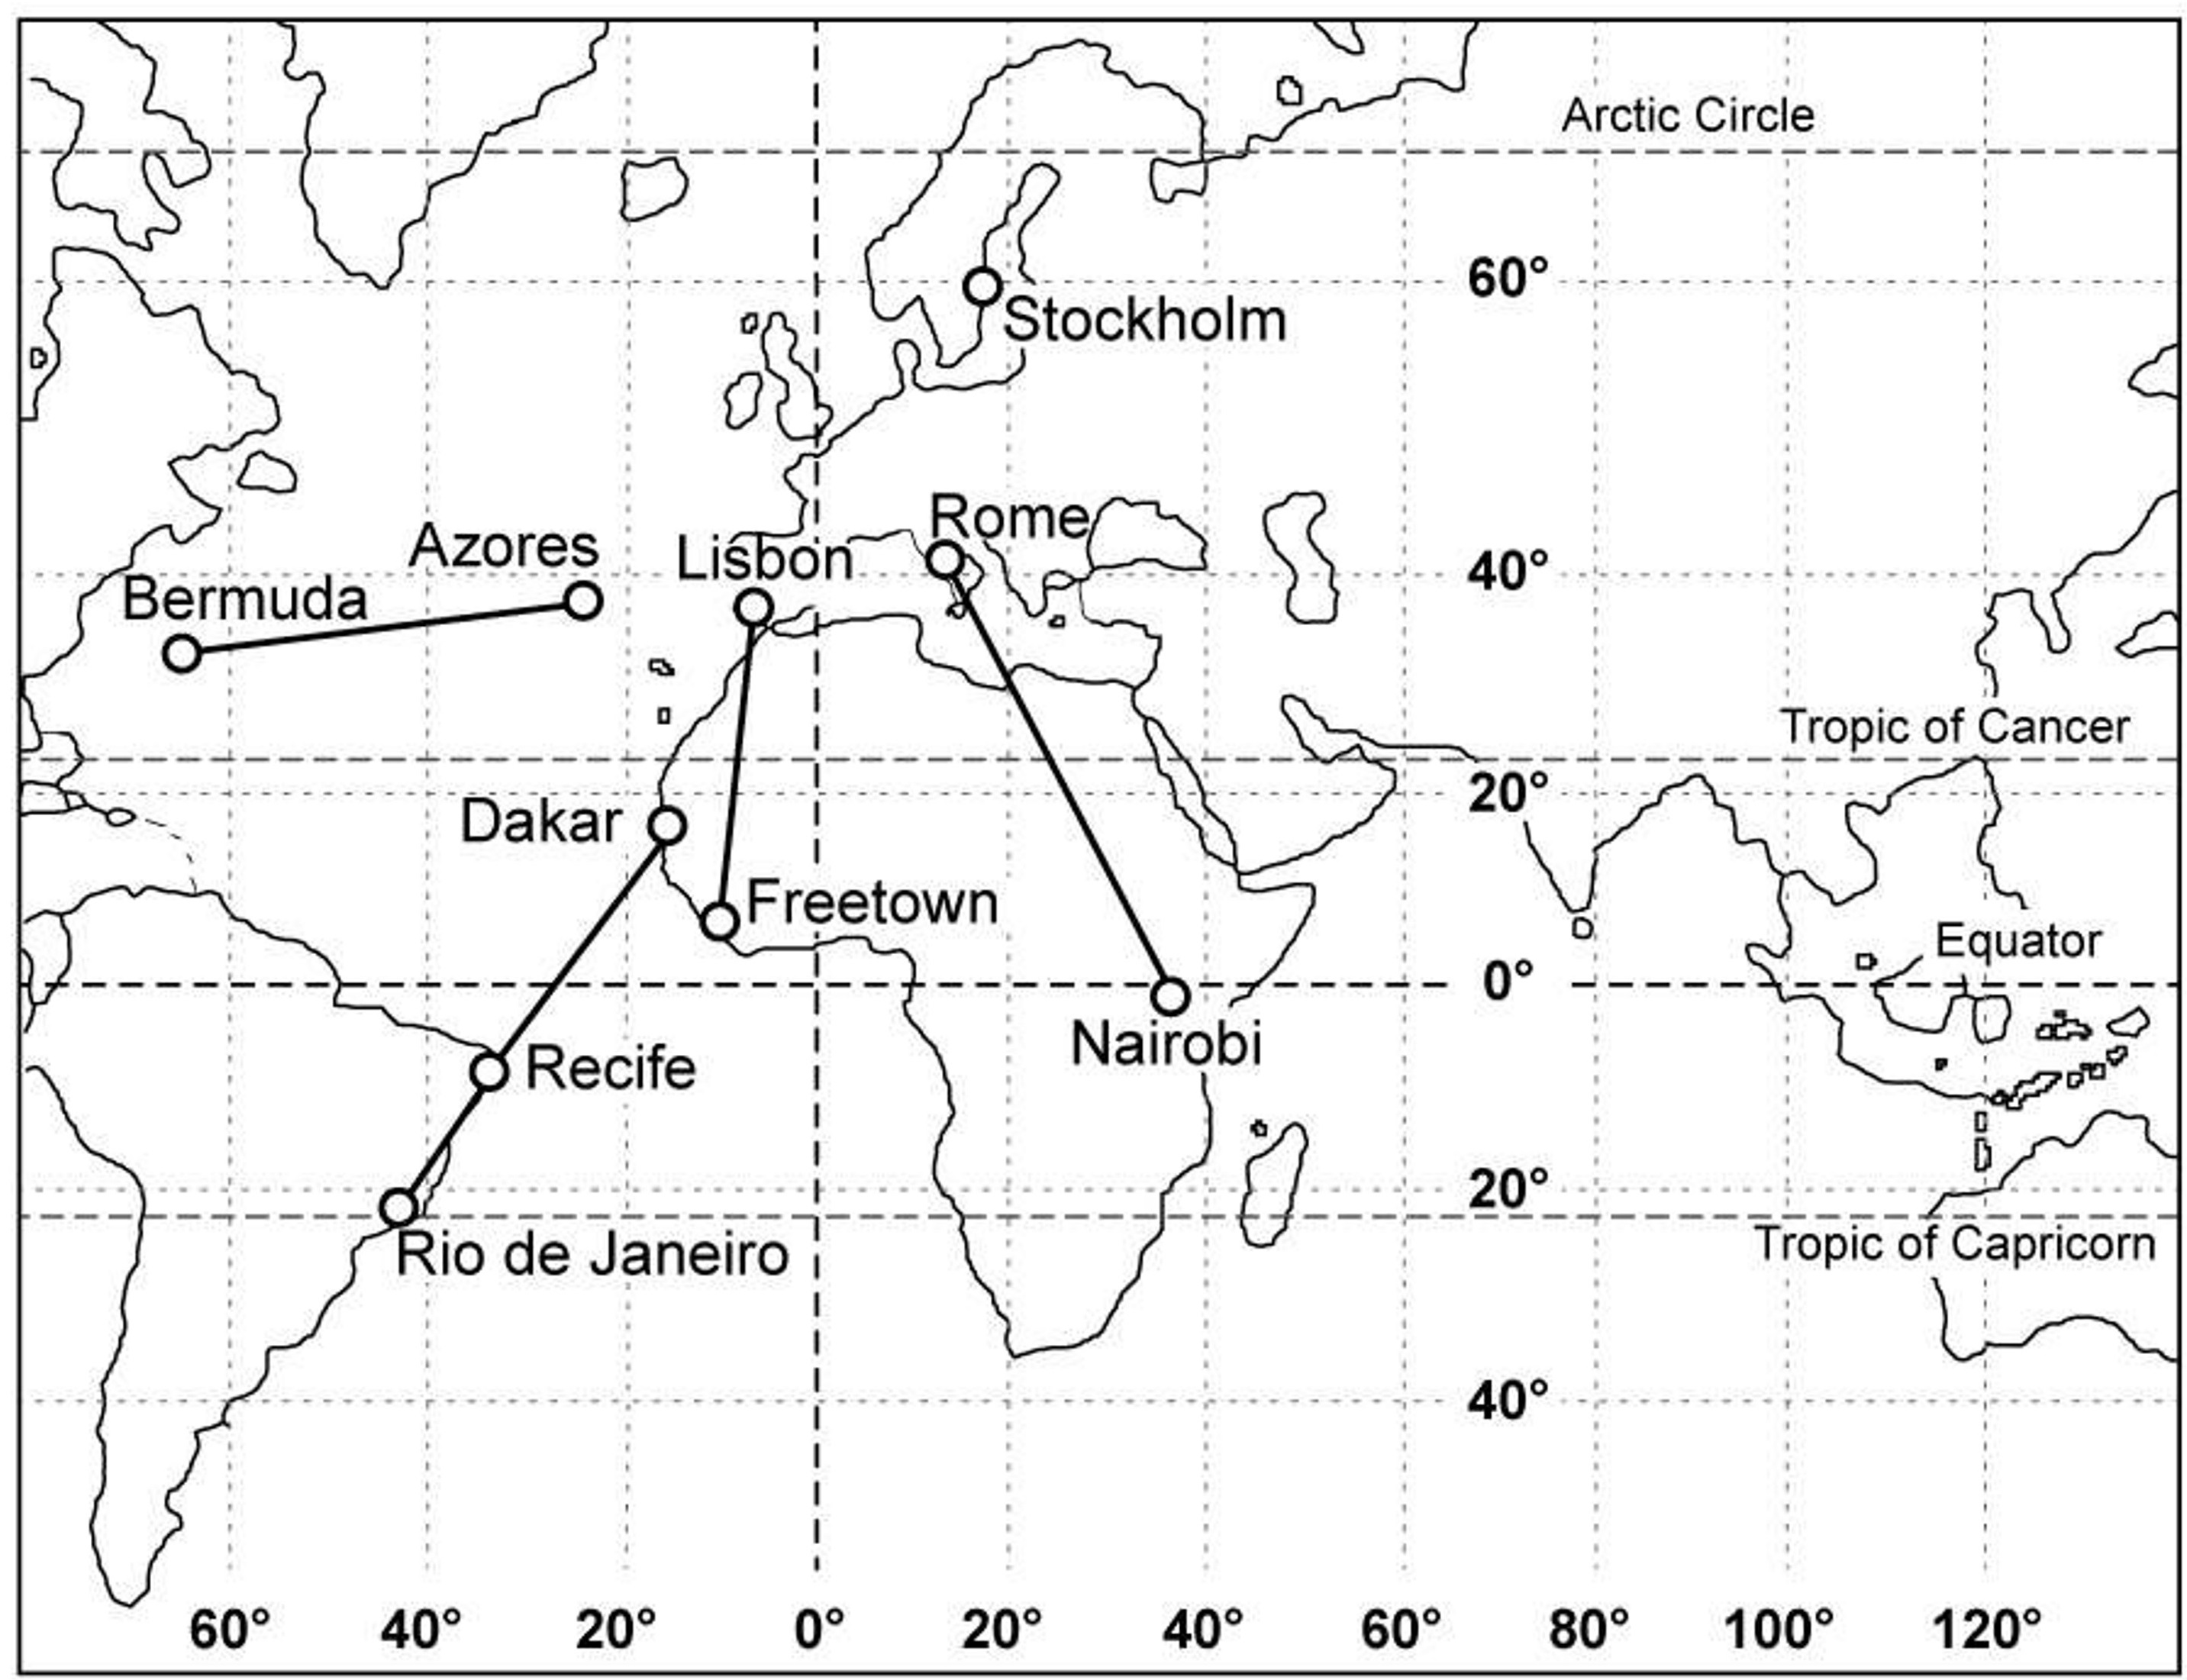 Arctic Circle
60°
Stockholm
Rome
Azores
Lisbon
40°
Bermuda
Tropic of Cancer
20°
Dakar
Freetown
Equator
0°
Nairobi
Recife
20°
Rio de Janeiro
Tropic of Capricorn
40°
60° 40° 20° 0° 20° 40° 60° 80° 100° 120°